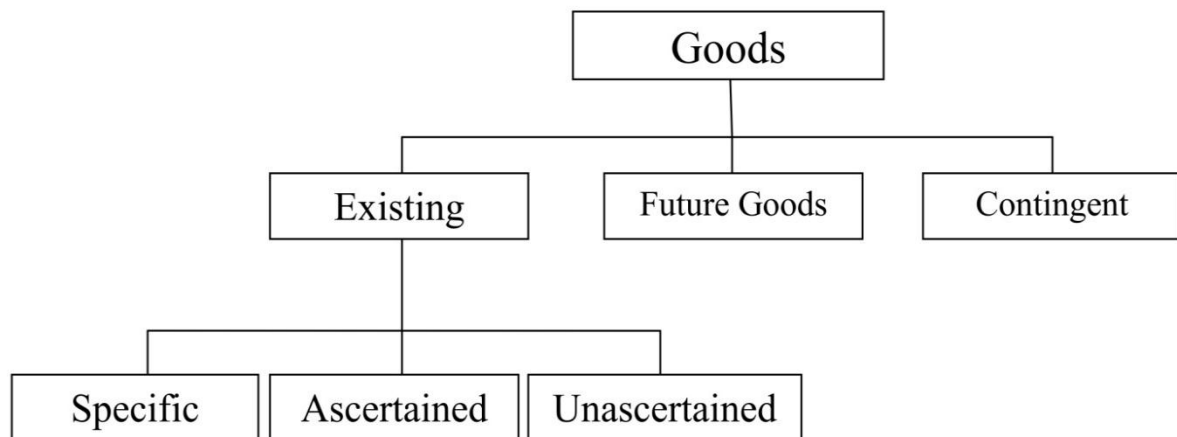 Goods
Existing
Future Goods
Contingent
Specific
Ascertained
Unascertained